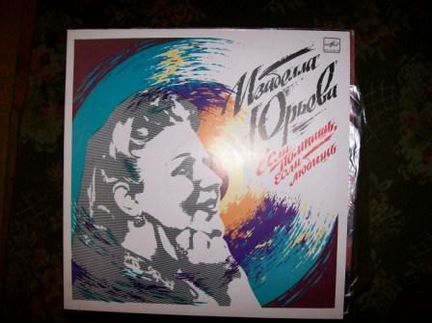 Изабелла
Юрьева
Если
помнишь,
если
любишь